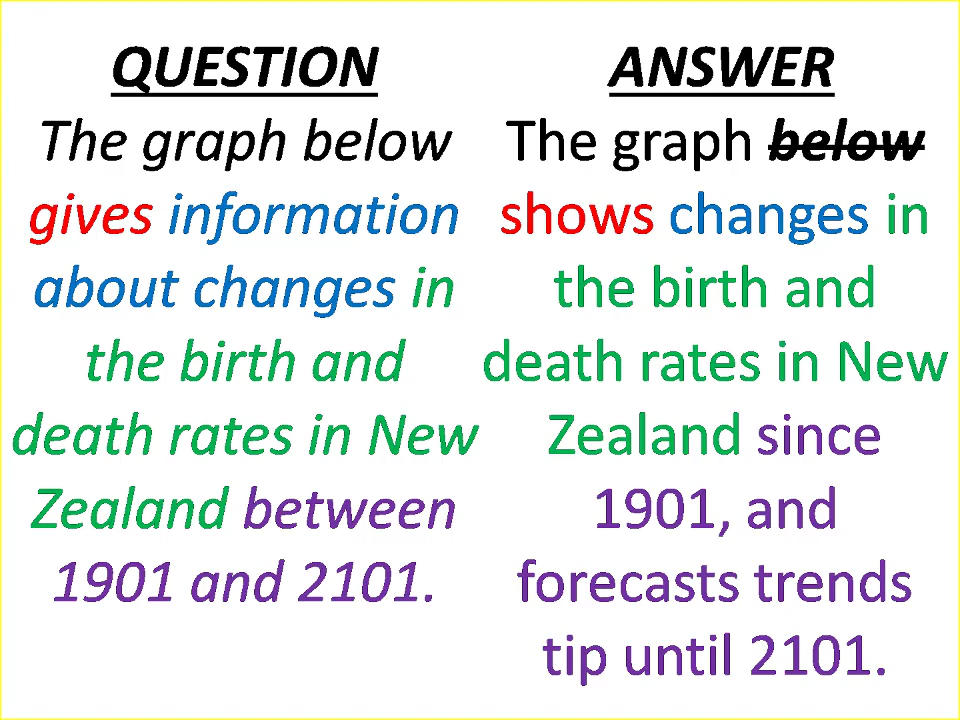 QUESTION
The graph below
gives information
about changes in
the birth and
death rates in New
Zealand between
1901 and 2101.
ANSWER
The graph below
shows changes in
the birth and
death rates in New
Zealand since
1901, and
forecasts trends
tip until 2101.